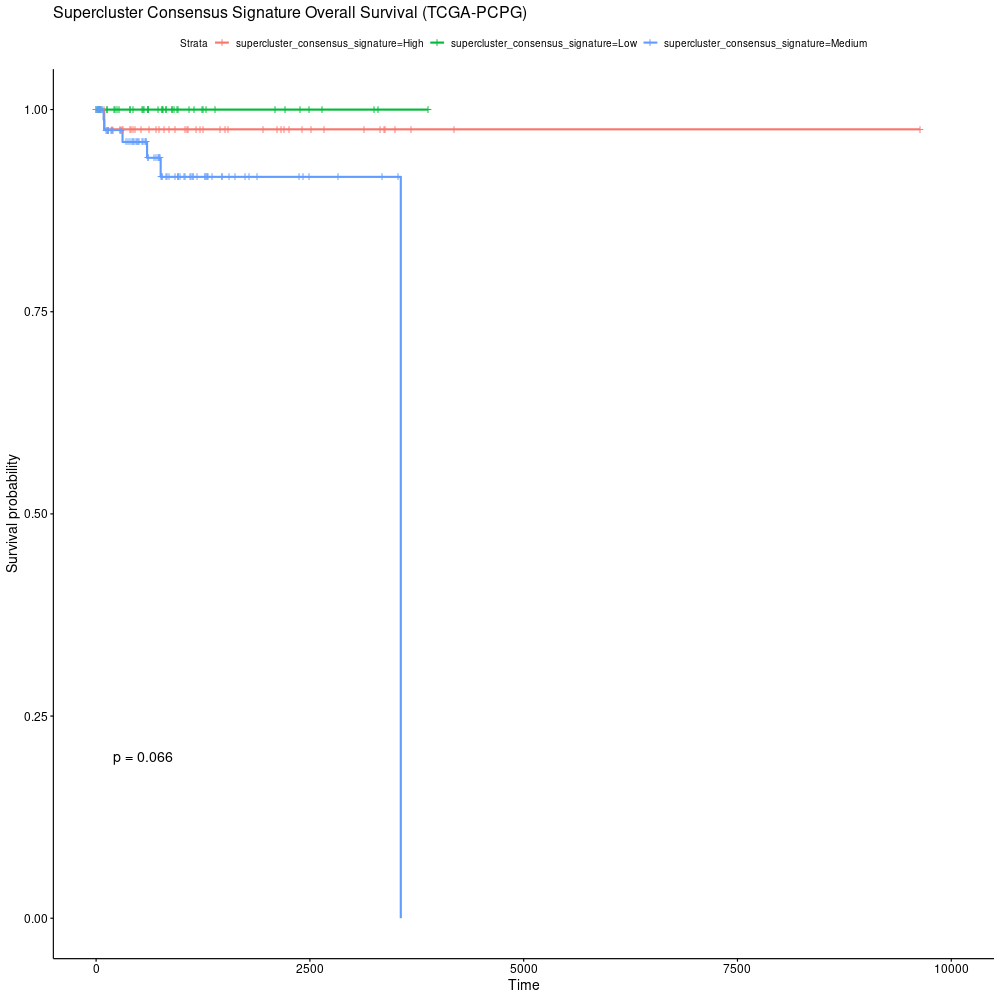 Supercluster Consensus Signature Overall Survival (TCGA-PCPG)
Strata supercluster_consensus_signature=High supercluster_consensus_signature=Low supercluster_consensus_signature=Medium
1.00
0.75
0.50
0.25
0.00
Survival probability
p = 0.066
0 2500 5000 7500 10000
Time